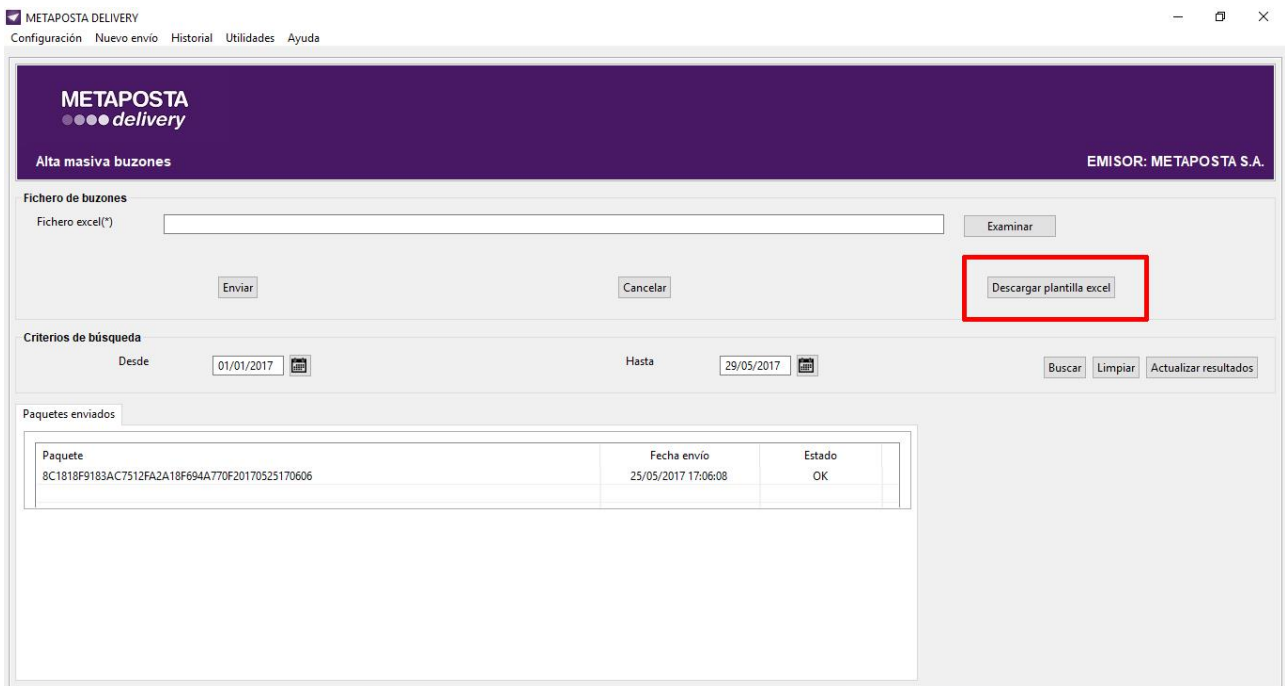 METAPOSTA DELIVERY
Configuración Nuevo envío Historial Utilidades Ayuda
METAPOSTA
delivery
Alta masiva buzones EMISOR: METAPOSTA S.A.
Fichero de buzones
Fichero excel(*) Examinar
Enviar Cancelar Descargar plantilla excel
Criterios de búsqueda
Desde 01/01/2017 Hasta 29/05/2017 Buscar Limpiar Actualizar resultados
Paquetes enviados
Paquete Fecha envío Estado
8C1818F9183AC7512FA2A18F694A770F20170525170606 25/05/2017 17:06:08 OK